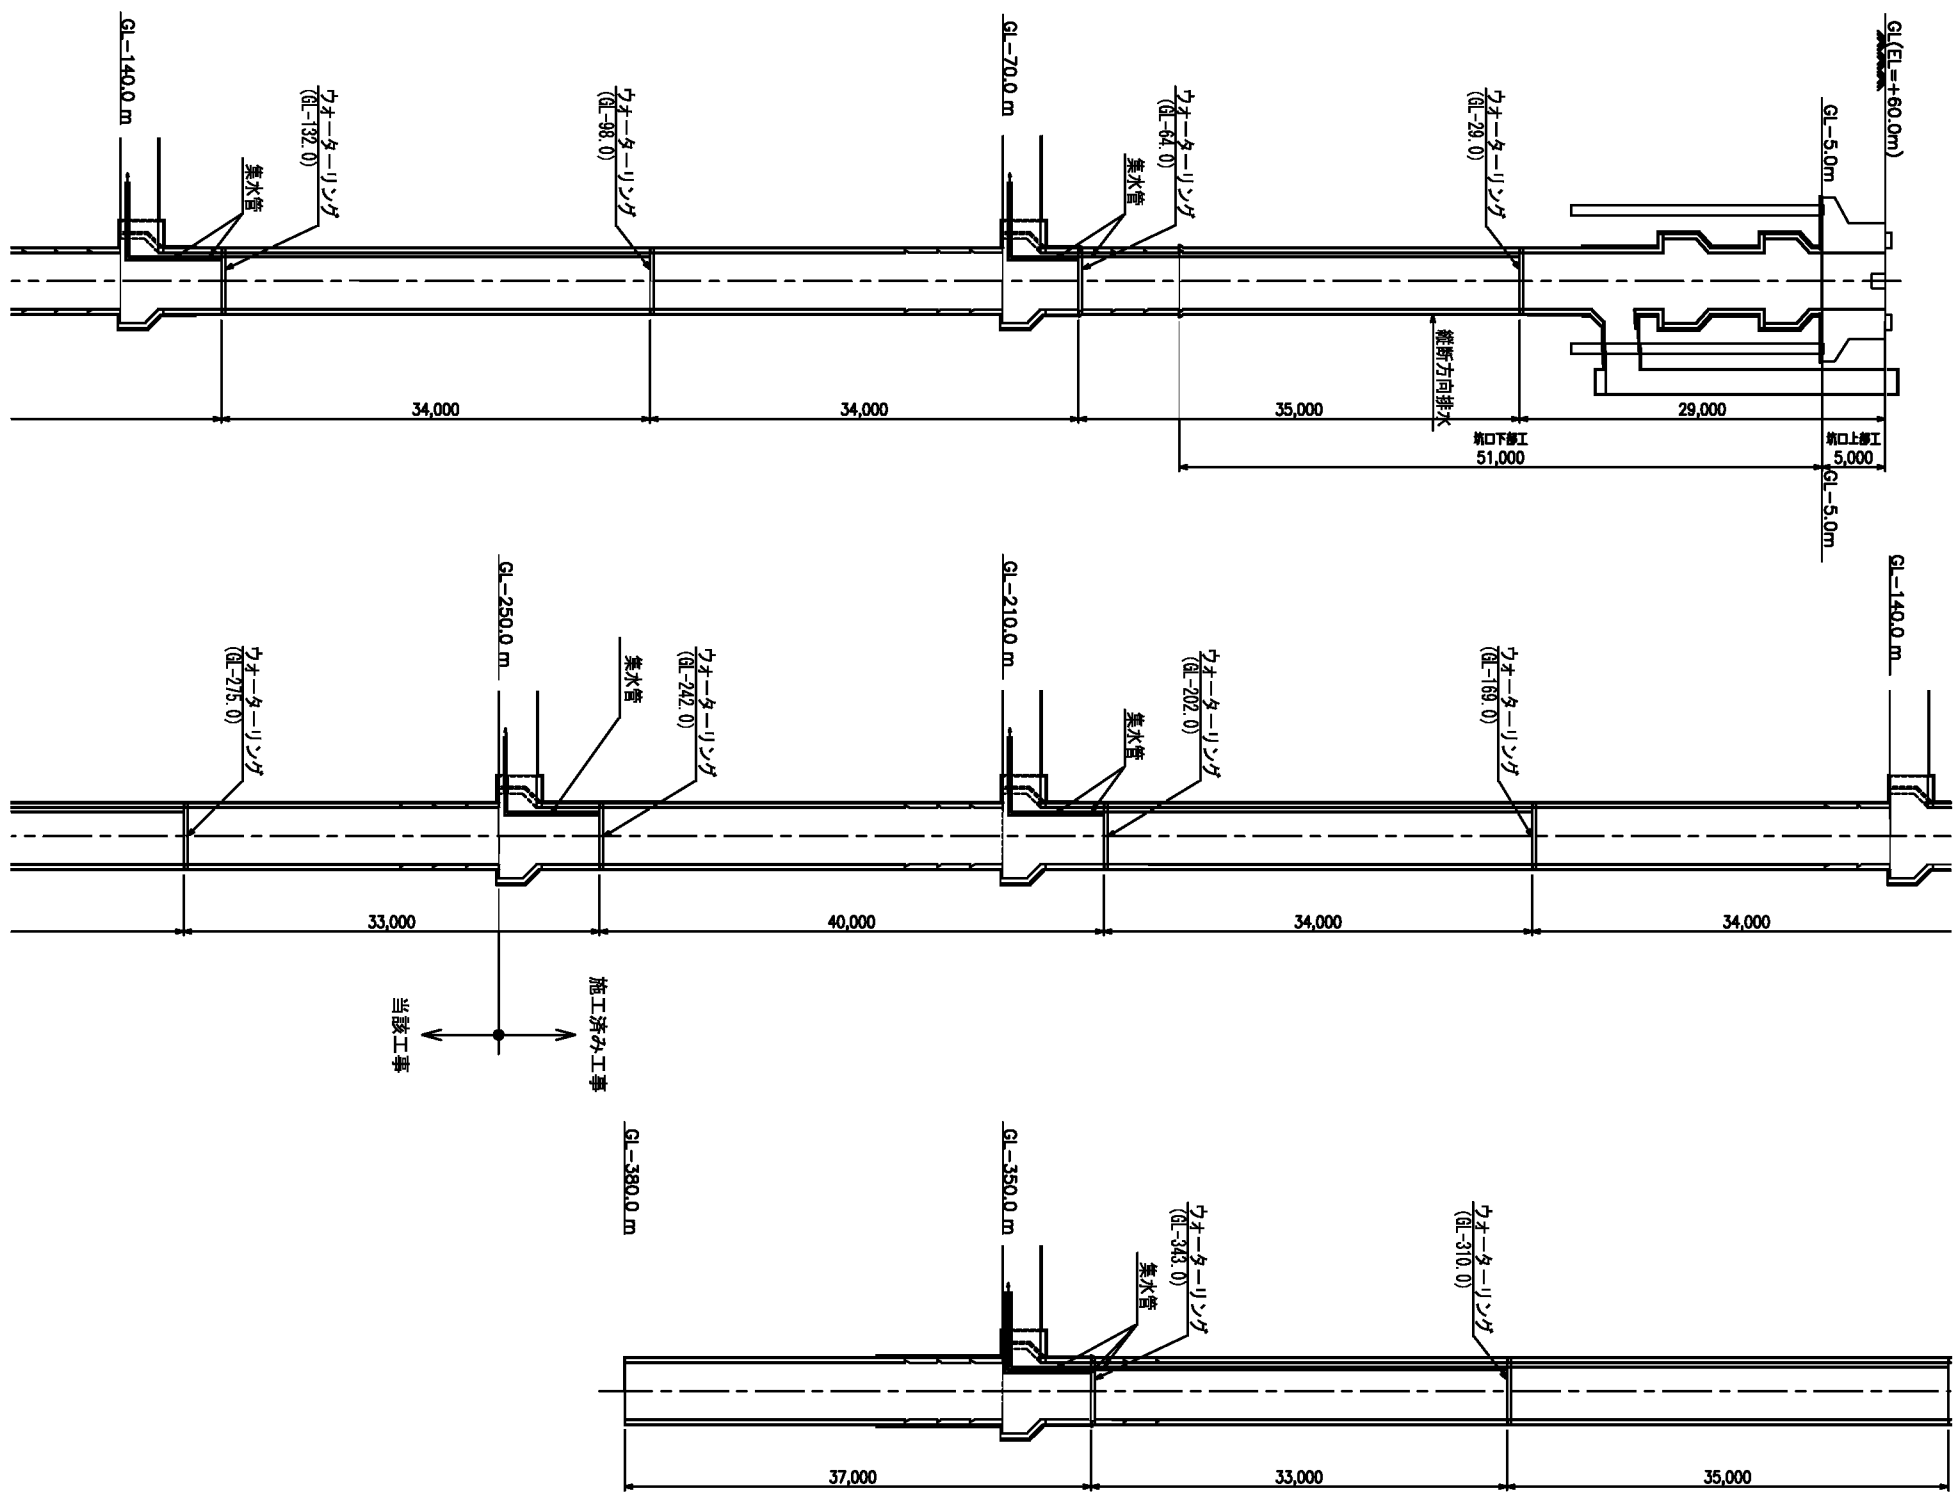 GL(EL=+60.0m)
GL-5.0m
ウォーターリング
(GL-29.0)
ウォーターリング
(GL-64.0)
集水管
GL-70.0 m
ウォーターリング
(GL-98.0)
ウォーターリング
(GL-132.0)
集水管
GL-140.0 m
縦断方向排水
34,000
34,000
35,000
29,000
坑口下部工
51,000
坑口上部工
5,000
GL-5.0m
GL-140.0 m
ウォーターリング
(GL-169.0)
ウォーターリング
(GL-202.0)
集水管
GL-210.0 m
ウォーターリング
(GL-242.0)
集水管
GL-250.0 m
ウォーターリング
(GL-275.0)
33,000
40,000
34,000
34,000
施工済み工事
当該工事
ウォーターリング
(GL-310.0)
ウォーターリング
(GL-343.0)
集水管
GL-350.0 m
GL-380.0 m
37,000
33,000
35,000